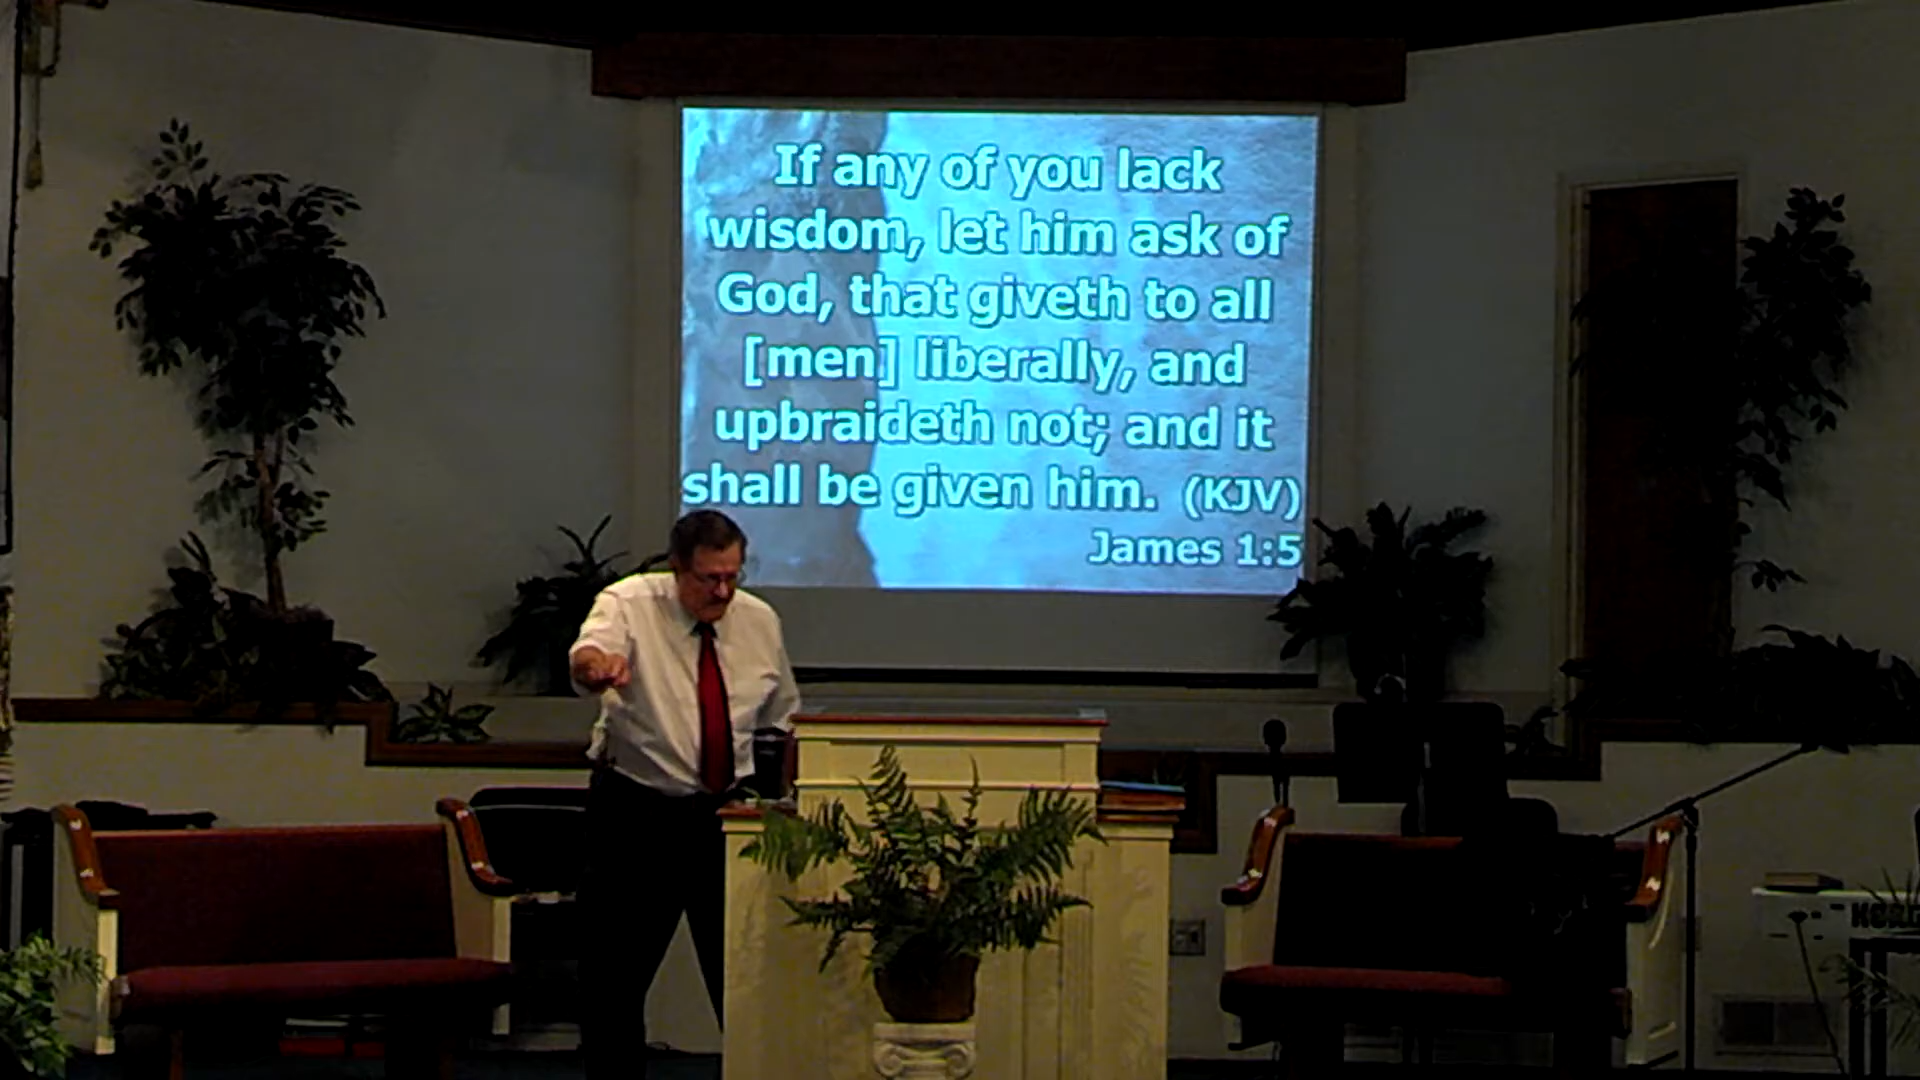 If any of you lack
wisdom, let him ask of
God, that giveth to all
[men] liberally, and
upbraideth not; and it
shall be given him. (KJV)
James 1:5
KORG